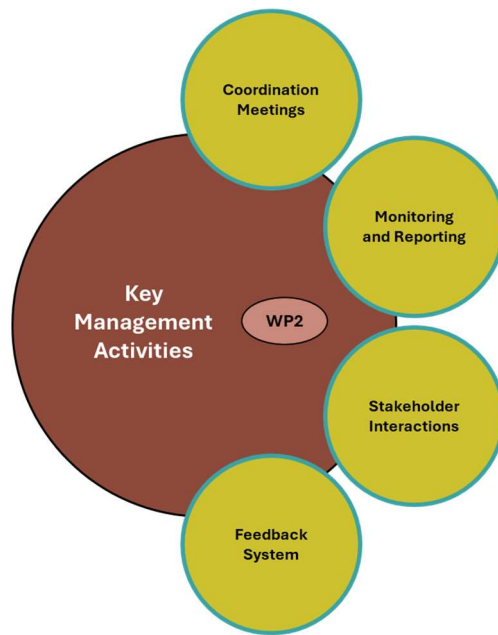 Coordination
Meetings
Monitoring
and Reporting
Key
Management
Activities
WP2
Stakeholder
Interactions
Feedback
System